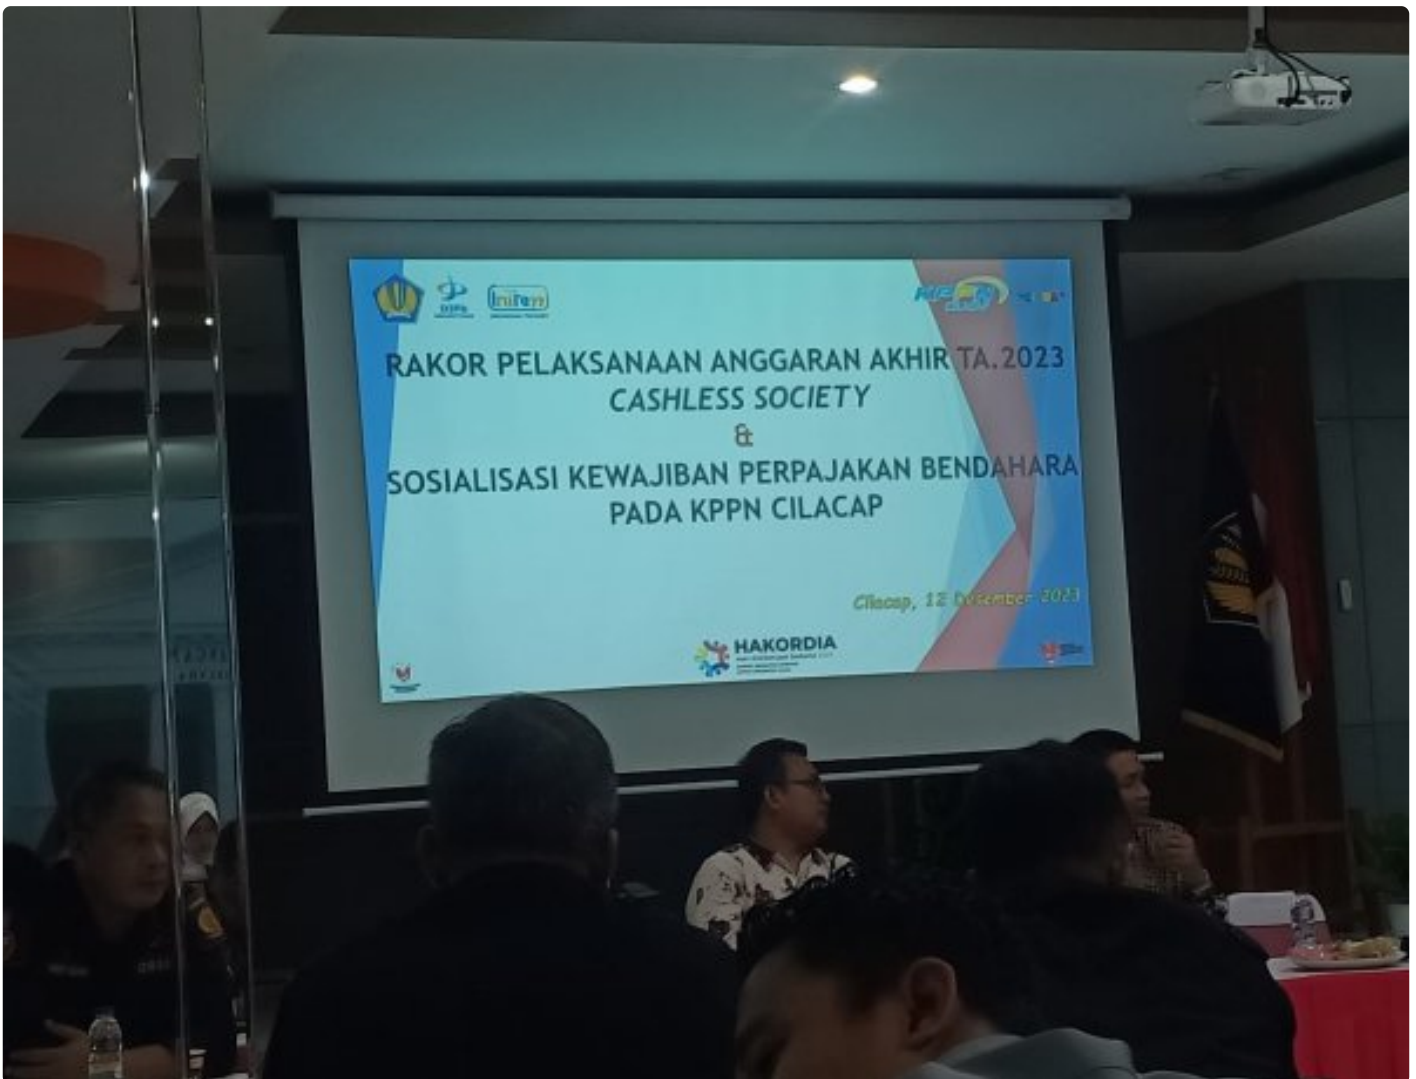 RAKOR PELAKSANAAN ANGGARAN AKHIR TA.2023
CASHLESS SOCIETY
&
SOSIALISASI KEWAJIBAN PERPAJAKAN BENDAHARA
PADA KPPN CILACAP
Cilacap, 12 Desember 2023
HAKORDIA